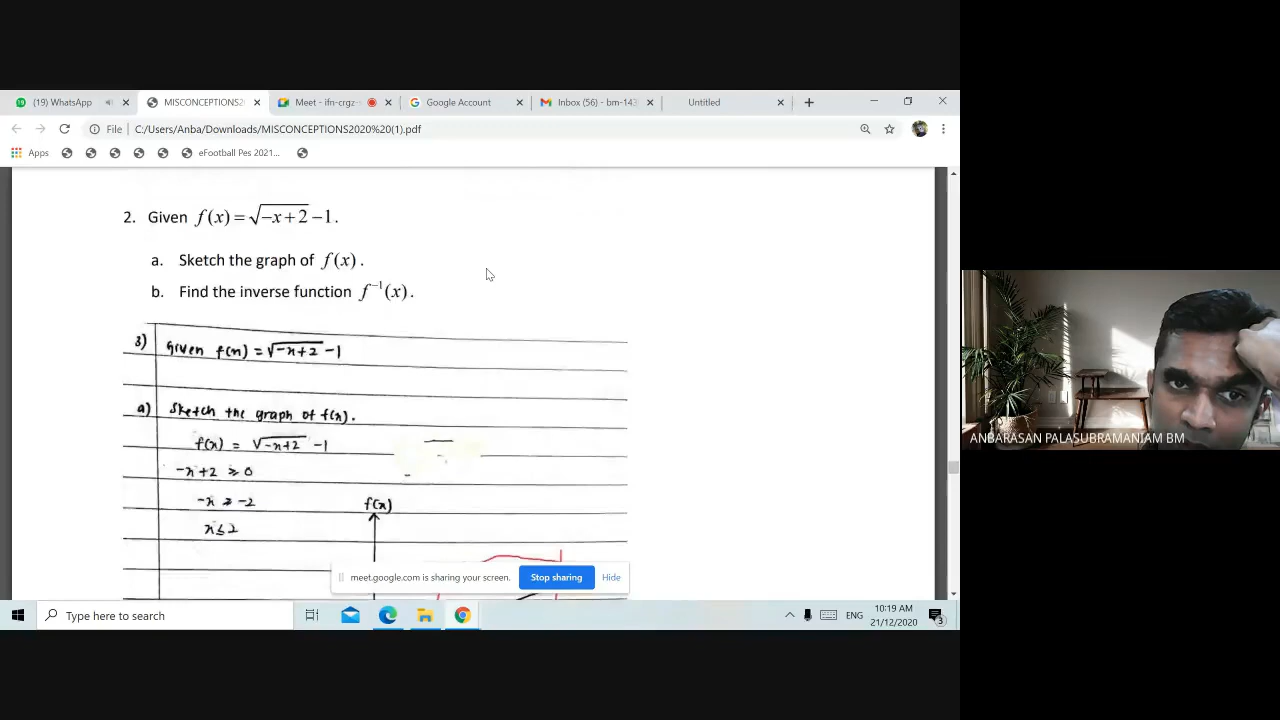 (19) WhatsApp
MISCONCEPTIONS2
Meet - ifn-crgz-
Google Account
Inbox (56) - bm-143
Untitled
File
C:/Users/Anba/Downloads/MISCONCEPTIONS2020%20(1).pdf
Apps
eFootball Pes 2021...
2. Given f(x) = √(-x+2) - 1.
a. Sketch the graph of f(x).
b. Find the inverse function f⁻¹(x).
3) Given f(x) = √(-x+2) - 1
a) Sketch the graph of f(x).
f(x) = √(-x+2) - 1
-x+2 ≥ 0
-x ≥ -2
x ≤ 2
f(x)
meet.google.com is sharing your screen.
Stop sharing
Hide
ANBARASAN PALASUBRAMANIAM BM
Type here to search
ENG
10:19 AM
21/12/2020
3